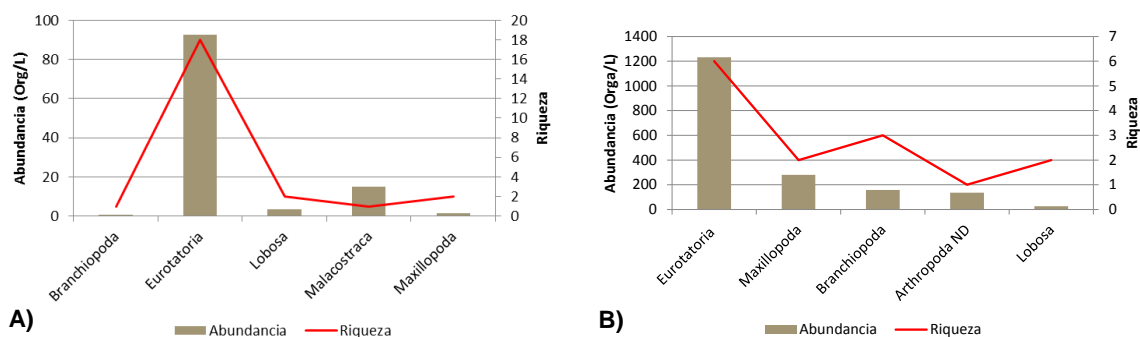 Abundancia (Org/L)
100
80
60
40
20
0
20
18
16
14
12
10
8
6
4
2
0
Riqueza
Branchiopoda
Eurotatoria
Lobosa
Malacostraca
Maxillopoda
A)
Abundancia
Riqueza
Abundancia (Orga/L)
1400
1200
1000
800
600
400
200
0
7
6
5
4
3
2
1
0
Riqueza
Eurotatoria
Maxillopoda
Branchiopoda
Arthropoda ND
Lobosa
B)
Abundancia
Riqueza